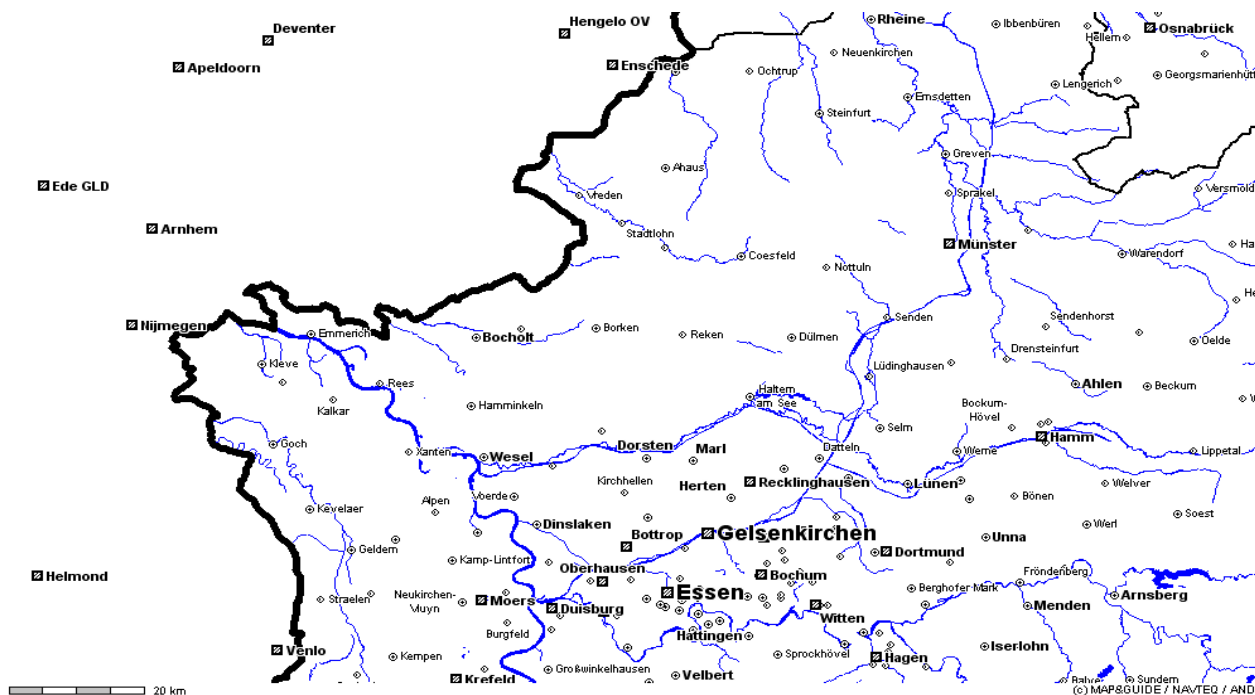 Deventer
Hengelo OV
Rheine
Ibbenbüren
Osnabrück
Hellern
Apeldoorn
Enschede
Neuenkirchen
Ochtrup
Lengerich
Georgsmarienhütt
Emsdetten
Steinfurt
Greven
Ahaus
Ede GLD
Vreden
Sprakel
Versmold
Arnhem
Stadtlohn
Münster
Ha
Coesfeld
Warendorf
Nottuln
He
Nijmegen
Emmerich
Bocholt
Borken
Reken
Dülmen
Senden
Sendenhorst
Oelde
Drensteinfurt
Kleve
Lüdinghausen
Rees
Ahlen
Beckum
Haltern
am See
W
Kalkar
Hamminkeln
Bockum-
Hövel
Selm
Hamm
Goch
Dorsten
Marl
Datteln
Xanten
Wesel
Werne
Lippetal
Kirchhellen
Recklinghausen
Lünen
Welver
Herten
Alpen
Voerde
Bönen
Kevelaer
Soest
Dinslaken
Werl
Gelsenkirchen
Bottrop
Unna
Geldern
Dortmund
Kamp-Lintfort
Oberhausen
Helmond
Bochum
Fröndenberg
Essen
Berghofer Mark
Straelen
Neukirchen-
Vluyn
Moers
Arnsberg
Duisburg
Menden
Witten
Burgfeld
Hattingen
Venlo
Iserlohn
Kempen
Sprockhövel
Hagen
Großwinkelhausen
Krefeld
Velbert
Balver
Sundern
20 km
(c) MAP&GUIDE / NAVTEQ / AND